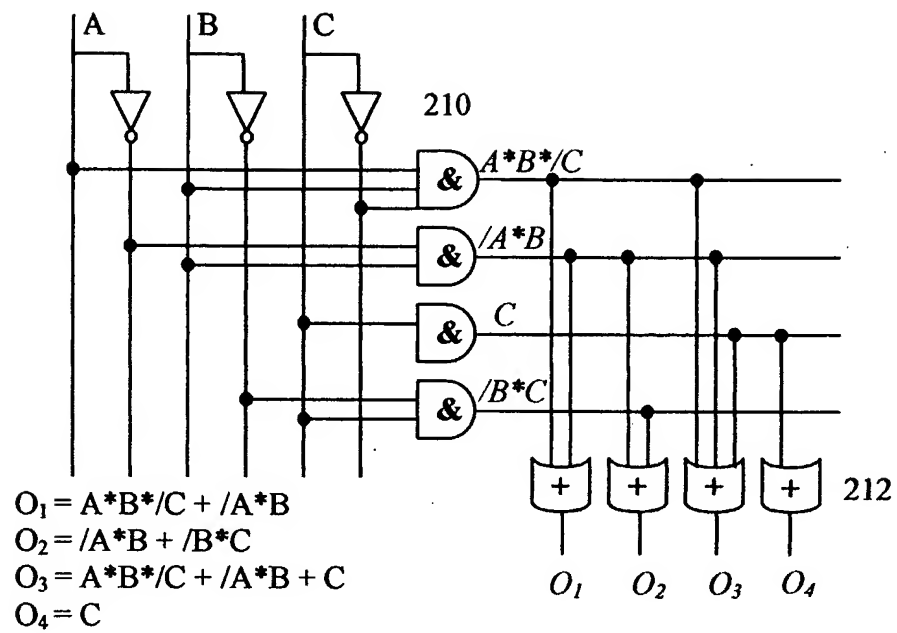 A B C
210
& A*B*/C
& /A*B
& C
& /B*C
+ + + + 212
O₁ O₂ O₃ O₄
O₁ = A*B*/C + /A*B
O₂ = /A*B + /B*C
O₃ = A*B*/C + /A*B + C
O₄ = C